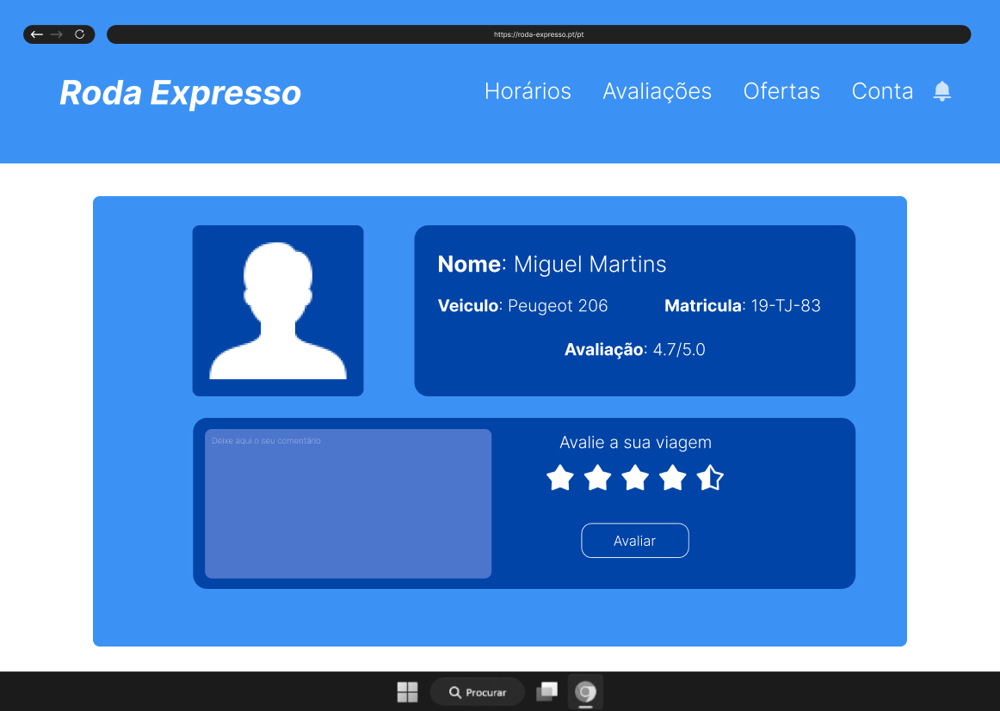 https://roda-expresso.pt/pt
Roda Expresso
Horários Avaliações Ofertas Conta
Nome: Miguel Martins
Veiculo: Peugeot 206 Matricula: 19-TJ-83
Avaliação: 4.7/5.0
Deixe aqui o seu comentário
Avalie a sua viagem
Avaliar
Procurar